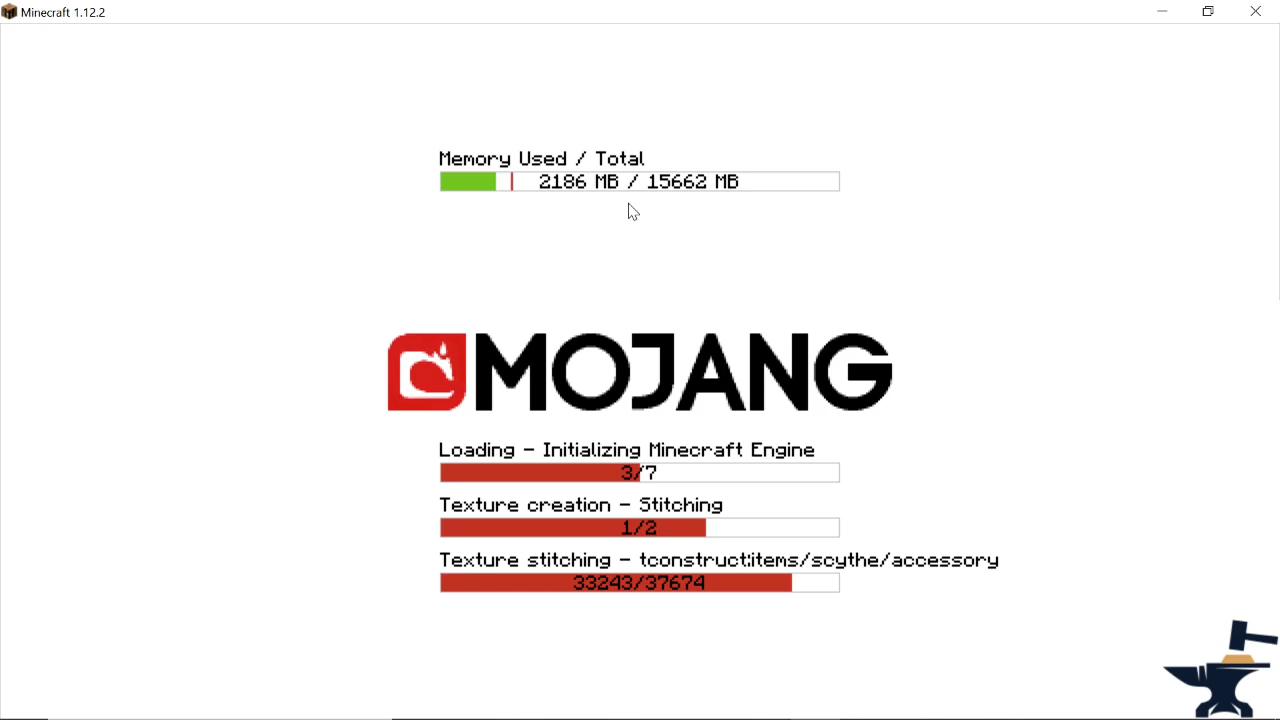 Minecraft 1.12.2
Memory Used / Total
2186 MB / 15662 MB
MOJANG
Loading - Initializing Minecraft Engine
3/7
Texture creation - Stitching
1/2
Texture stitching - tconstruct:items/scythe/accessory
33243/37674